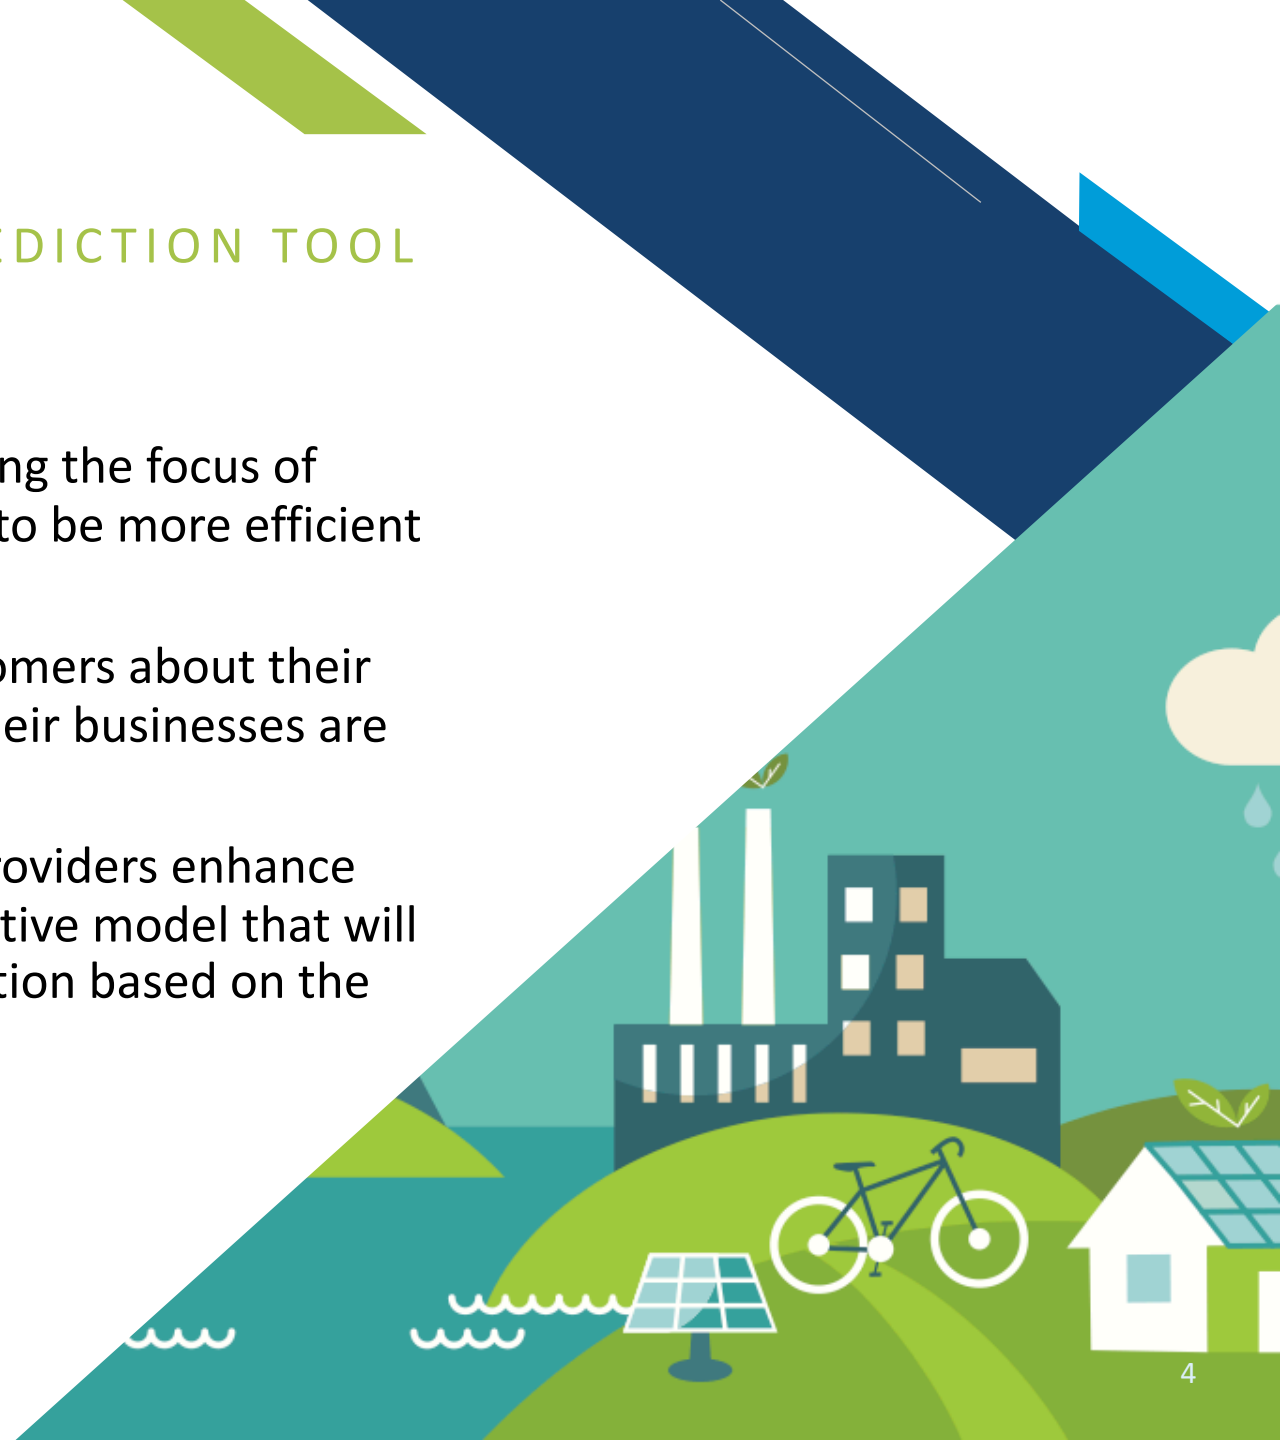 EDICTION TOOL
ng the focus of
to be more efficient
omers about their
eir businesses are
roviders enhance
tive model that will
tion based on the
4